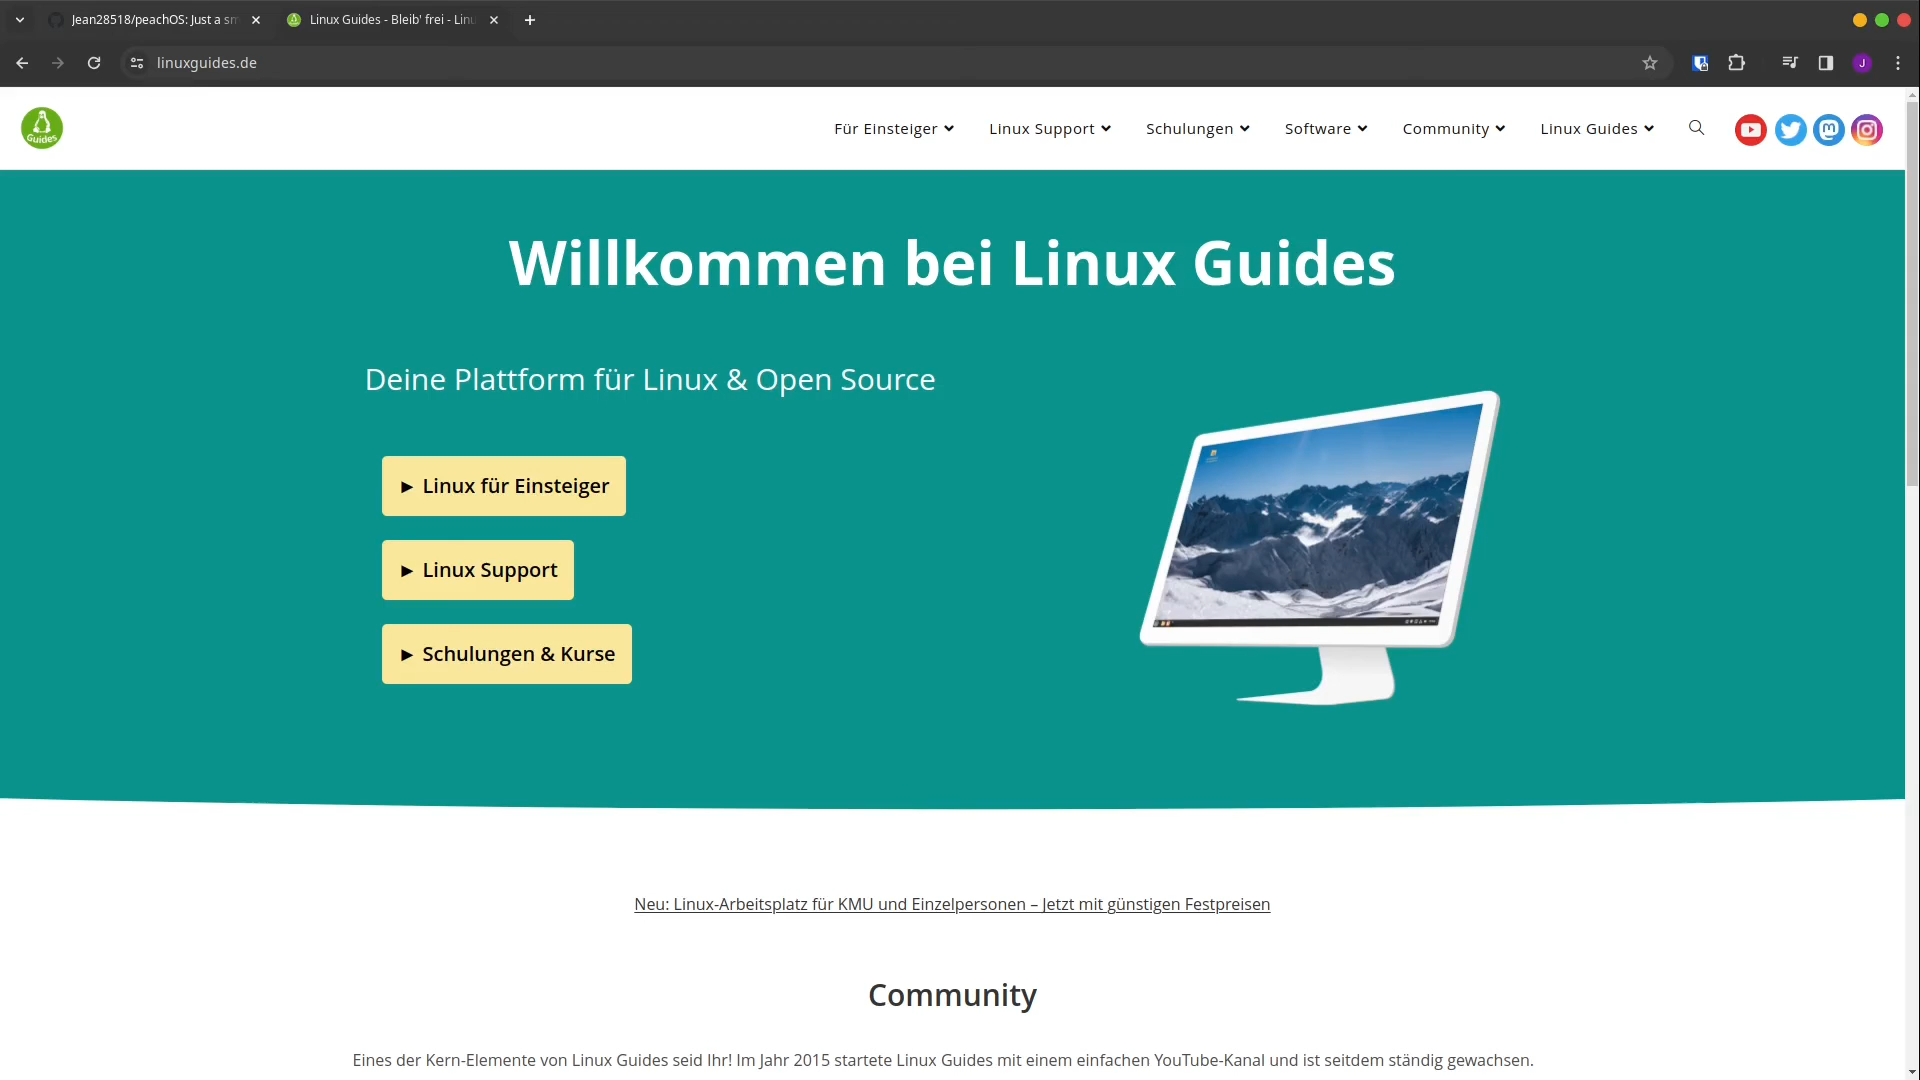 Jean28518/peachOS: Just a sm
Linux Guides - Bleib' frei - Linu
linuxguides.de
J
Guides
Für Einsteiger
Linux Support
Schulungen
Software
Community
Linux Guides
Willkommen bei Linux Guides
Deine Plattform für Linux & Open Source
► Linux für Einsteiger
► Linux Support
► Schulungen & Kurse
Neu: Linux-Arbeitsplatz für KMU und Einzelpersonen – Jetzt mit günstigen Festpreisen
Community
Eines der Kern-Elemente von Linux Guides seid Ihr! Im Jahr 2015 startete Linux Guides mit einem einfachen YouTube-Kanal und ist seitdem ständig gewachsen.